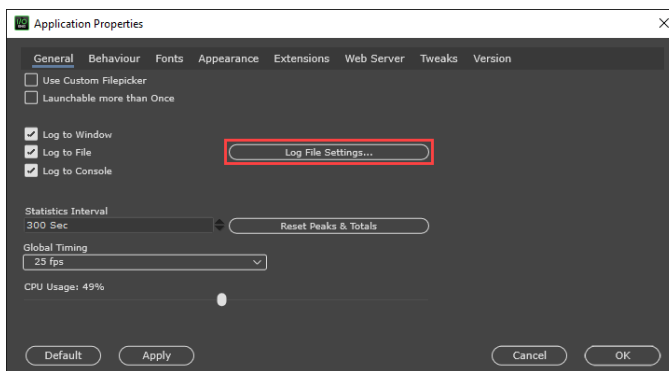 Application Properties
General Behaviour Fonts Appearance Extensions Web Server Tweaks Version
Use Custom Filepicker
Launchable more than Once
Log to Window
Log to File
Log File Settings...
Log to Console
Statistics Interval
300 Sec
Reset Peaks & Totals
Global Timing
25 fps
CPU Usage: 49%
Default Apply Cancel OK